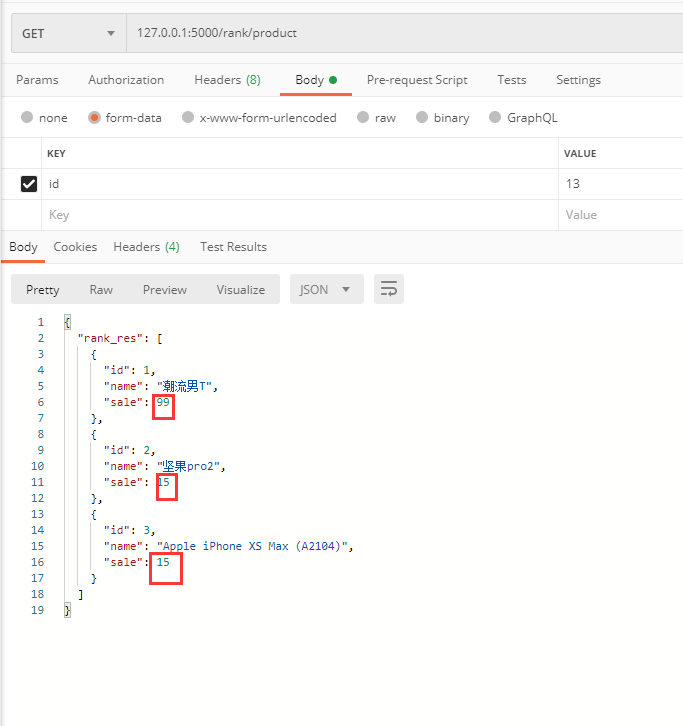 GET 127.0.0.1:5000/rank/product
Params Authorization Headers (8) Body Pre-request Script Tests Settings
none form-data x-www-form-urlencoded raw binary GraphQL
KEY VALUE
id 13
Key Value
Body Cookies Headers (4) Test Results
Pretty Raw Preview Visualize JSON
1 {
2 "rank_res": [
3 {
4 "id": 1,
5 "name": "潮流男T",
6 "sale": 99
7 },
8 {
9 "id": 2,
10 "name": "坚果pro2",
11 "sale": 15
12 },
13 {
14 "id": 3,
15 "name": "Apple iPhone XS Max (A2104)",
16 "sale": 15
17 }
18 ]
19 }